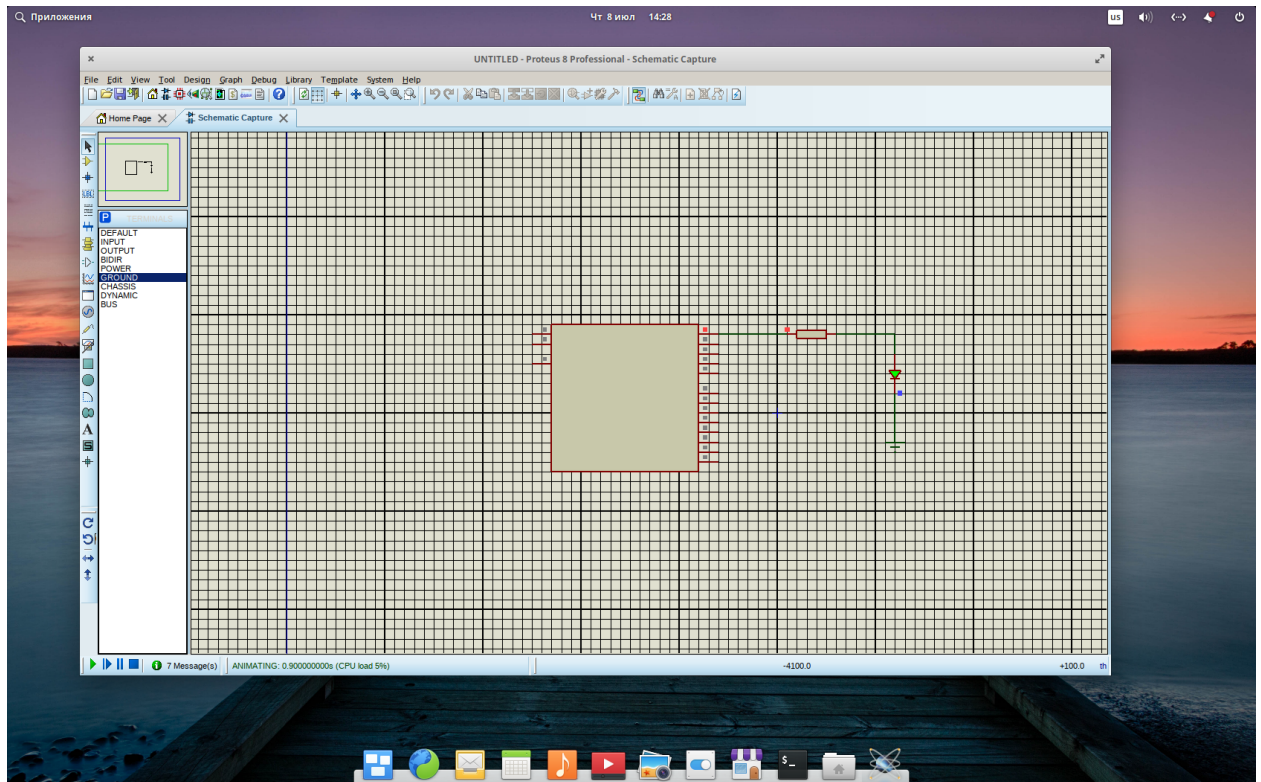 Приложения
Чт 8 июл 14:28
us
UNTITLED - Proteus 8 Professional - Schematic Capture
File Edit View Tool Design Graph Debug Library Template System Help
Home Page
Schematic Capture
P TERMINALS
DEFAULT
INPUT
OUTPUT
BIDIR
POWER
GROUND
CHASSIS
DYNAMIC
BUS
A
S
7 Message(s)
ANIMATING: 0.900000000s (CPU load 5%)
-4100.0
+100.0
th
$_